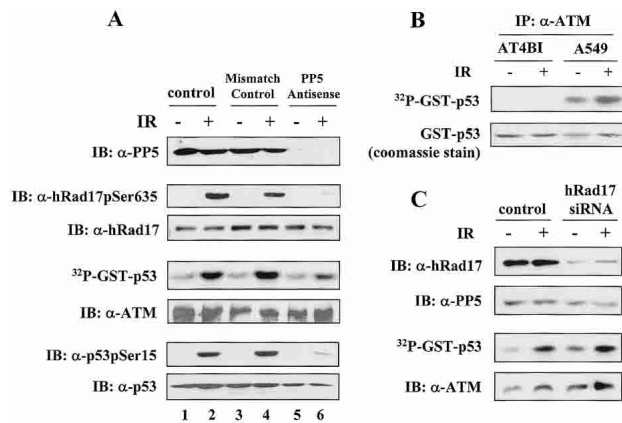 A
control
Mismatch
Control
PP5
Antisense
IR - + - + - +
IB: α-PP5
IB: α-hRad17pSer635
IB: α-hRad17
32P-GST-p53
IB: α-ATM
IB: α-p53pSer15
IB: α-p53
1 2 3 4 5 6
B
IP: α-ATM
AT4BI A549
IR - + - +
32P-GST-p53
GST-p53
(coomassie stain)
C
control
hRad17
siRNA
IR - + - +
IB: α-hRad17
IB: α-PP5
32P-GST-p53
IB: α-ATM